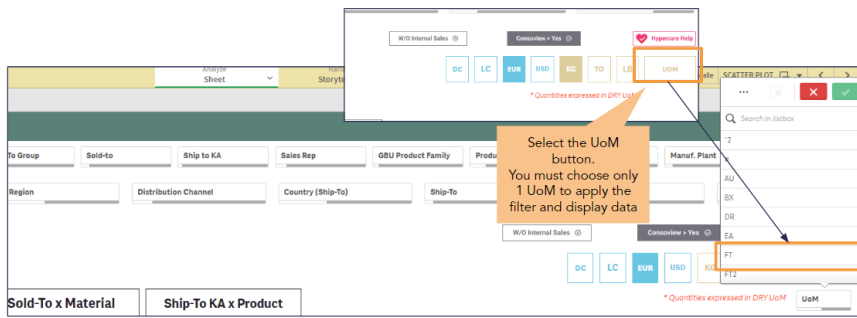 W/O Internal Sales
Consoview > Yes
Hypercare Help
DC LC EUR USD KG TO LB UOM
* Quantities expressed in DRY UoM
Analyze
Sheet
SCATTER PLOT
Search in listbox
Select the UoM
button.
You must choose only
1 UoM to apply the
filter and display data
To Group Sold-to Ship to KA Sales Rep GBU Product Family Manuf. Plant
Region Distribution Channel Country (Ship-To) Ship-To
AU
BX
DR
EA
FT
FT2
W/O Internal Sales
Consoview > Yes
DC LC EUR USD
* Quantities expressed in DRY UoM
UoM
Sold-To x Material
Ship-To KA x Product